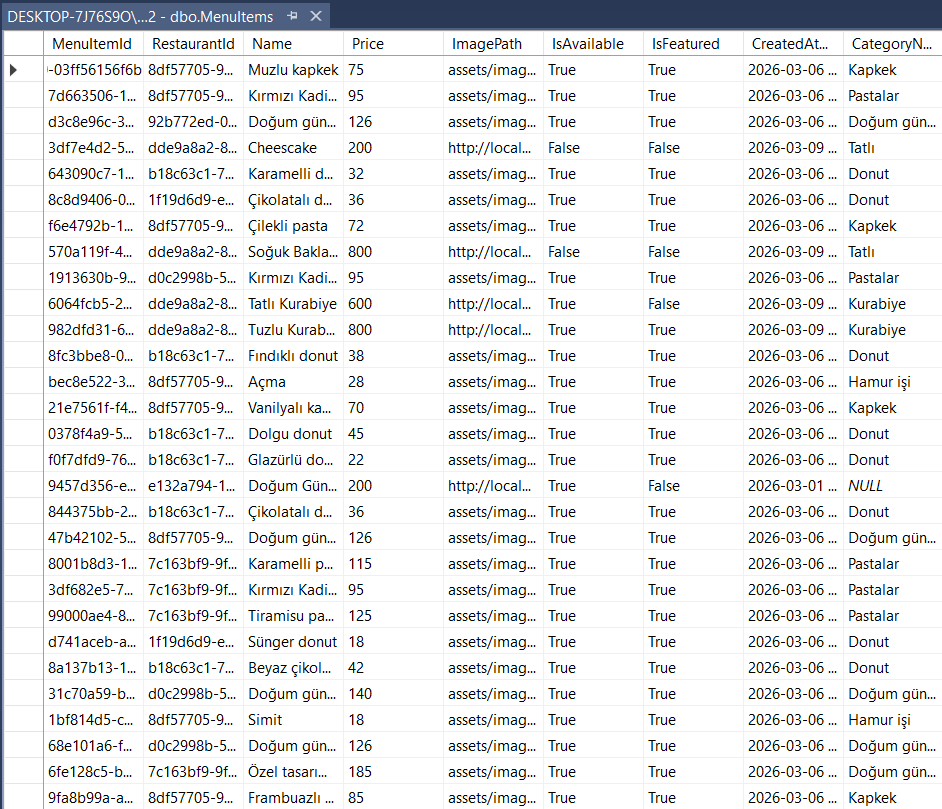 DESKTOP-7J76S9O\...2 - dbo.MenuItems
MenuItemId RestaurantId Name Price ImagePath IsAvailable IsFeatured CreatedAt... CategoryN...
-03ff56156f6b 8df57705-9... Muzlu kapkek 75 assets/imag... True True 2026-03-06 ... Kapkek
7d663506-1... 8df57705-9... Kırmızı Kadi... 95 assets/imag... True True 2026-03-06 ... Pastalar
d3c8e96c-3... 92b772ed-0... Doğum gün... 126 assets/imag... True True 2026-03-06 ... Doğum gün...
3df7e4d2-5... dde9a8a2-8... Cheescake 200 http://local... False False 2026-03-09 ... Tatlı
643090c7-1... b18c63c1-7... Karamelli d... 32 assets/imag... True True 2026-03-06 ... Donut
8c8d9406-0... 1f19d6d9-e... Çikolatalı d... 36 assets/imag... True True 2026-03-06 ... Donut
f6e4792b-1... 8df57705-9... Çilekli pasta 72 assets/imag... True True 2026-03-06 ... Kapkek
570a119f-4... dde9a8a2-8... Soğuk Bakla... 800 http://local... False False 2026-03-09 ... Tatlı
1913630b-9... d0c2998b-5... Kırmızı Kadi... 95 assets/imag... True True 2026-03-06 ... Pastalar
6064fcb5-2... dde9a8a2-8... Tatlı Kurabiye 600 http://local... True False 2026-03-09 ... Kurabiye
982dfd31-6... dde9a8a2-8... Tuzlu Kurab... 800 http://local... True True 2026-03-09 ... Kurabiye
8fc3bbe8-0... b18c63c1-7... Fındıklı donut 38 assets/imag... True True 2026-03-06 ... Donut
bec8e522-3... 8df57705-9... Açma 28 assets/imag... True True 2026-03-06 ... Hamur işi
21e7561f-f4... 8df57705-9... Vanilyalı ka... 70 assets/imag... True True 2026-03-06 ... Kapkek
0378f4a9-5... b18c63c1-7... Dolgu donut 45 assets/imag... True True 2026-03-06 ... Donut
f0f7dfd9-76... b18c63c1-7... Glazürlü do... 22 assets/imag... True True 2026-03-06 ... Donut
9457d356-e... e132a794-1... Doğum Gün... 200 http://local... True False 2026-03-01 ... NULL
844375bb-2... b18c63c1-7... Çikolatalı d... 36 assets/imag... True True 2026-03-06 ... Donut
47b42102-5... 8df57705-9... Doğum gün... 126 assets/imag... True True 2026-03-06 ... Doğum gün...
8001b8d3-1... 7c163bf9-9f... Karamelli p... 115 assets/imag... True True 2026-03-06 ... Pastalar
3df682e5-7... 7c163bf9-9f... Kırmızı Kadi... 95 assets/imag... True True 2026-03-06 ... Pastalar
99000ae4-8... 7c163bf9-9f... Tiramisu pa... 125 assets/imag... True True 2026-03-06 ... Pastalar
d741aceb-a... 1f19d6d9-e... Sünger donut 18 assets/imag... True True 2026-03-06 ... Donut
8a137b13-1... b18c63c1-7... Beyaz çikol... 42 assets/imag... True True 2026-03-06 ... Donut
31c70a59-b... d0c2998b-5... Doğum gün... 140 assets/imag... True True 2026-03-06 ... Doğum gün...
1bf814d5-c... 8df57705-9... Simit 18 assets/imag... True True 2026-03-06 ... Hamur işi
68e101a6-f... d0c2998b-5... Doğum gün... 126 assets/imag... True True 2026-03-06 ... Doğum gün...
6fe128c5-b... 7c163bf9-9f... Özel tasarı... 185 assets/imag... True True 2026-03-06 ... Doğum gün...
9fa8b99a-a... 8df57705-9... Frambuazlı ... 85 assets/imag... True True 2026-03-06 ... Kapkek